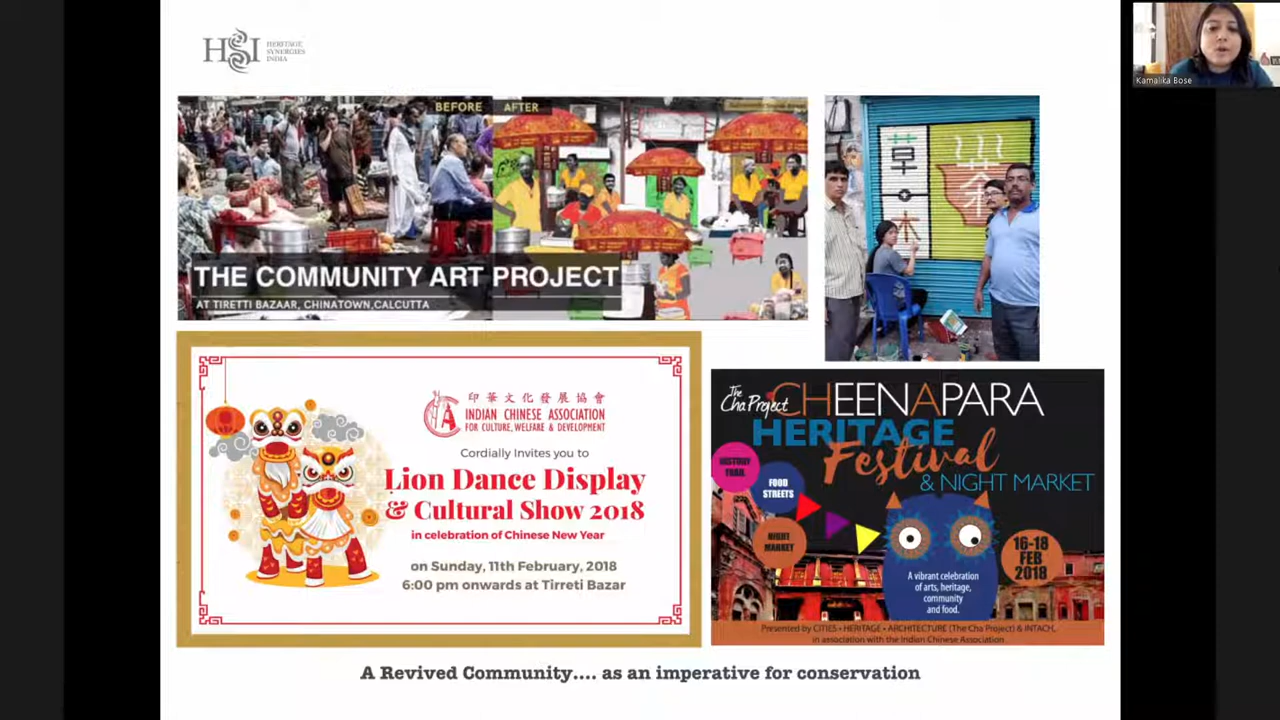 HSI HERITAGE
SYNERGIES
INDIA
Kamalika Bose
BEFORE AFTER
THE COMMUNITY ART PROJECT
AT TIRETTI BAZAAR, CHINATOWN, CALCUTTA
草 茶
本
印華文化發展協會
INDIAN CHINESE ASSOCIATION
FOR CULTURE, WELFARE & DEVELOPMENT
Cordially Invites you to
Lion Dance Display
& Cultural Show 2018
in celebration of Chinese New Year
on Sunday, 11th February, 2018
6:00 pm onwards at Tirreti Bazar
The
Cha Project
CHEENAPARA
HERITAGE
Festival
& NIGHT MARKET
HISTORY
TRAIL
FOOD
STREETS
NIGHT
MARKET
16-18
FEB
2018
A vibrant celebration
of arts, heritage,
community
and food.
Presented by CITIES • HERITAGE • ARCHITECTURE (The Cha Project) & INTACH,
in association with the Indian Chinese Association
A Revived Community.... as an imperative for conservation